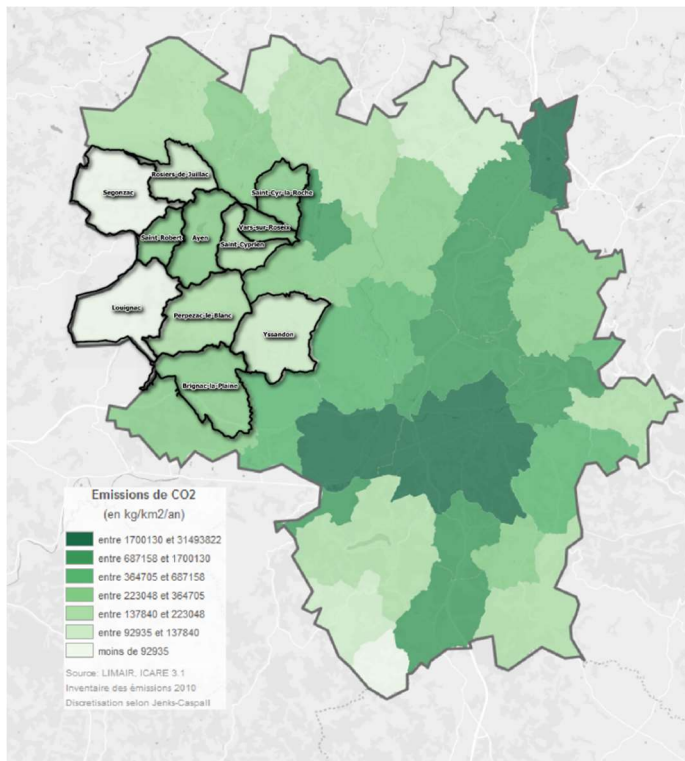 Rosiers-de-Juillac
Segonzac
Saint-Cyr-la-Roche
Vars-sur-Roseix
Saint-Robert
Ayen
Saint-Cyprien
Louignac
Perpezac-le-Blanc
Yssandon
Brignac-la-Plaine
Emissions de CO2
(en kg/km2/an)
entre 1700130 et 31493822
entre 687158 et 1700130
entre 364705 et 687158
entre 223048 et 364705
entre 137840 et 223048
entre 92935 et 137840
moins de 92935
Source: LIMAIR, ICARE 3.1
Inventaire des émissions 2010
Discretisation selon Jenks-Caspall